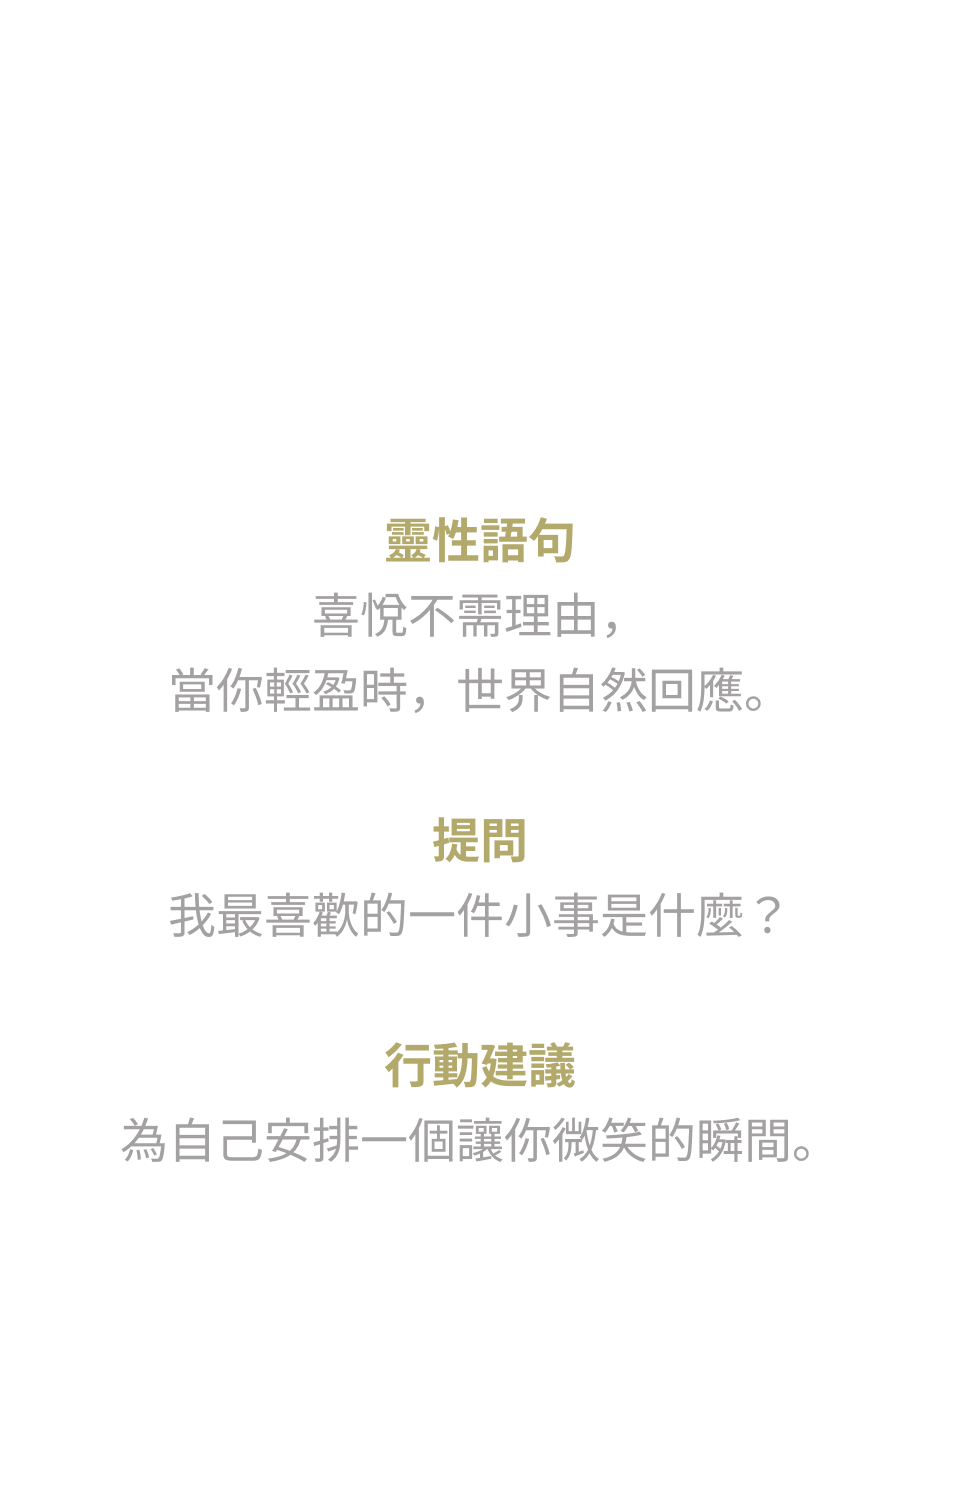 靈性語句
喜悅不需理由，
當你輕盈時，世界自然回應。
提問
我最喜歡的一件小事是什麼？
行動建議
為自己安排一個讓你微笑的瞬間。